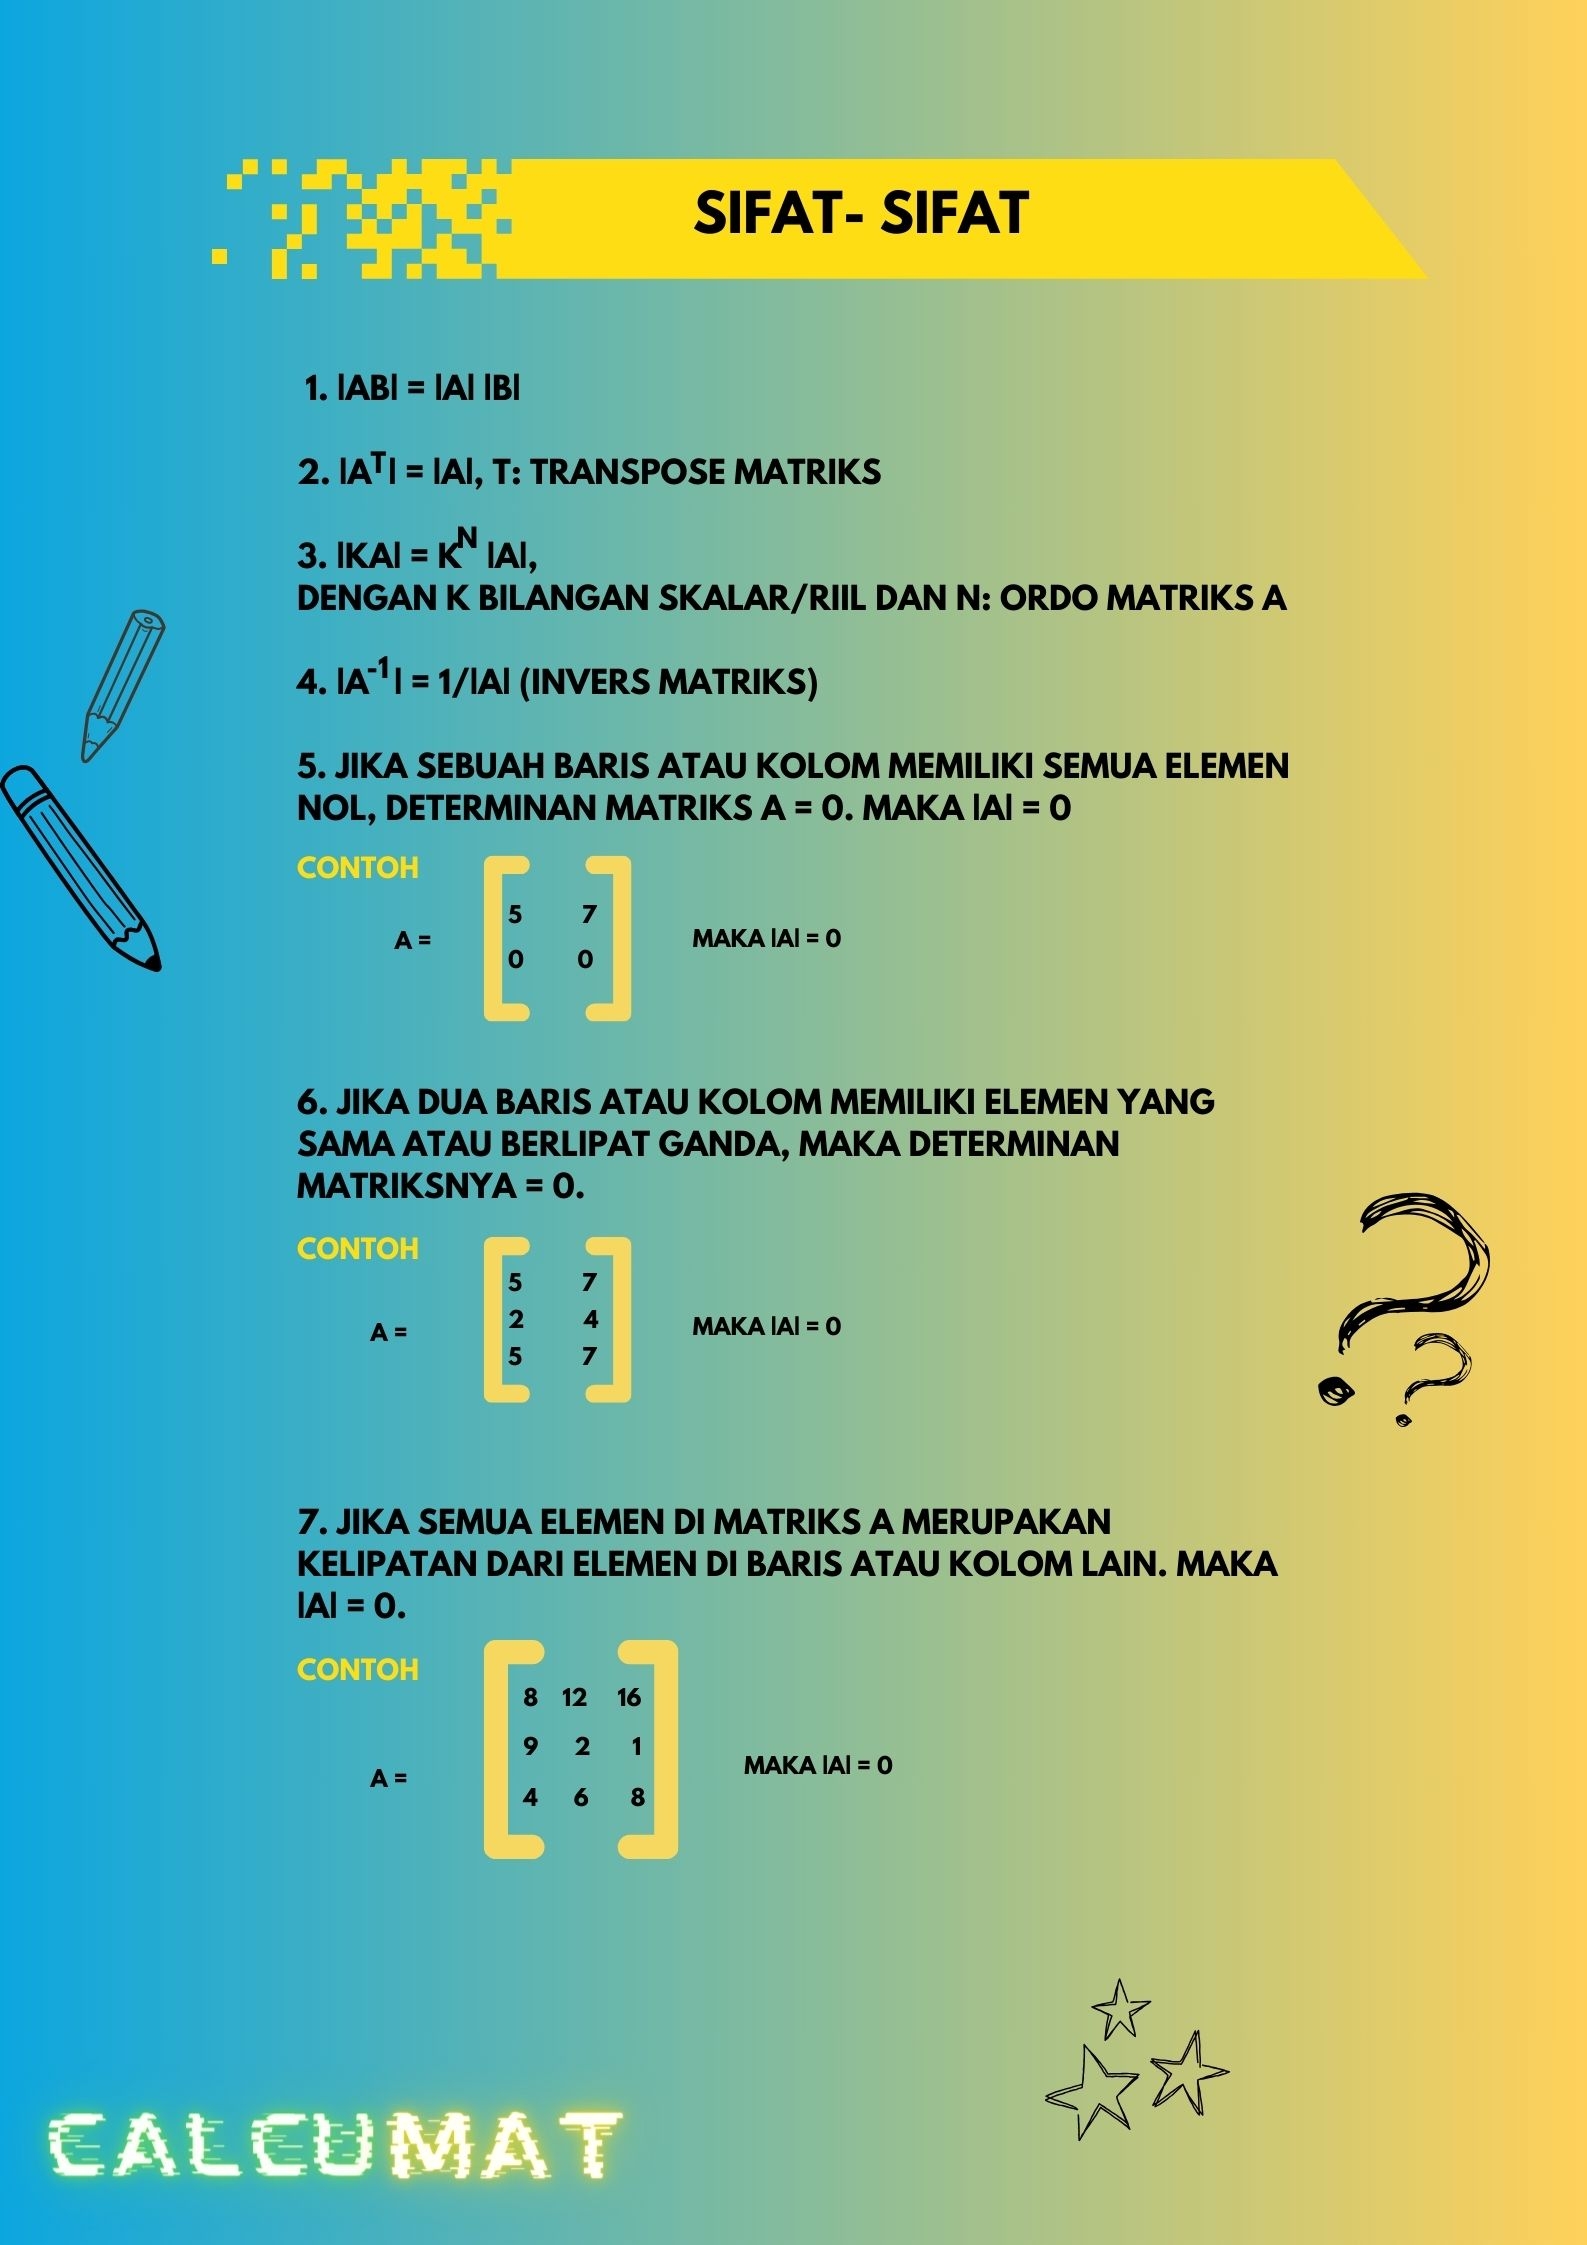 SIFAT- SIFAT
1. |AB| = |A| |B|
2. |Aᵀ| = |A|, T: TRANSPOSE MATRIKS
3. |KA| = Kᴺ |A|,
DENGAN K BILANGAN SKALAR/RIIL DAN N: ORDO MATRIKS A
4. |A⁻¹| = 1/|A| (INVERS MATRIKS)
5. JIKA SEBUAH BARIS ATAU KOLOM MEMILIKI SEMUA ELEMEN
NOL, DETERMINAN MATRIKS A = 0. MAKA |A| = 0
CONTOH
5 7
A = MAKA |A| = 0
0 0
6. JIKA DUA BARIS ATAU KOLOM MEMILIKI ELEMEN YANG
SAMA ATAU BERLIPAT GANDA, MAKA DETERMINAN
MATRIKSNYA = 0.
CONTOH
5 7
2 4
A = MAKA |A| = 0
5 7
7. JIKA SEMUA ELEMEN DI MATRIKS A MERUPAKAN
KELIPATAN DARI ELEMEN DI BARIS ATAU KOLOM LAIN. MAKA
|A| = 0.
CONTOH
8 12 16
9 2 1
A = MAKA |A| = 0
4 6 8
CALCUMAT